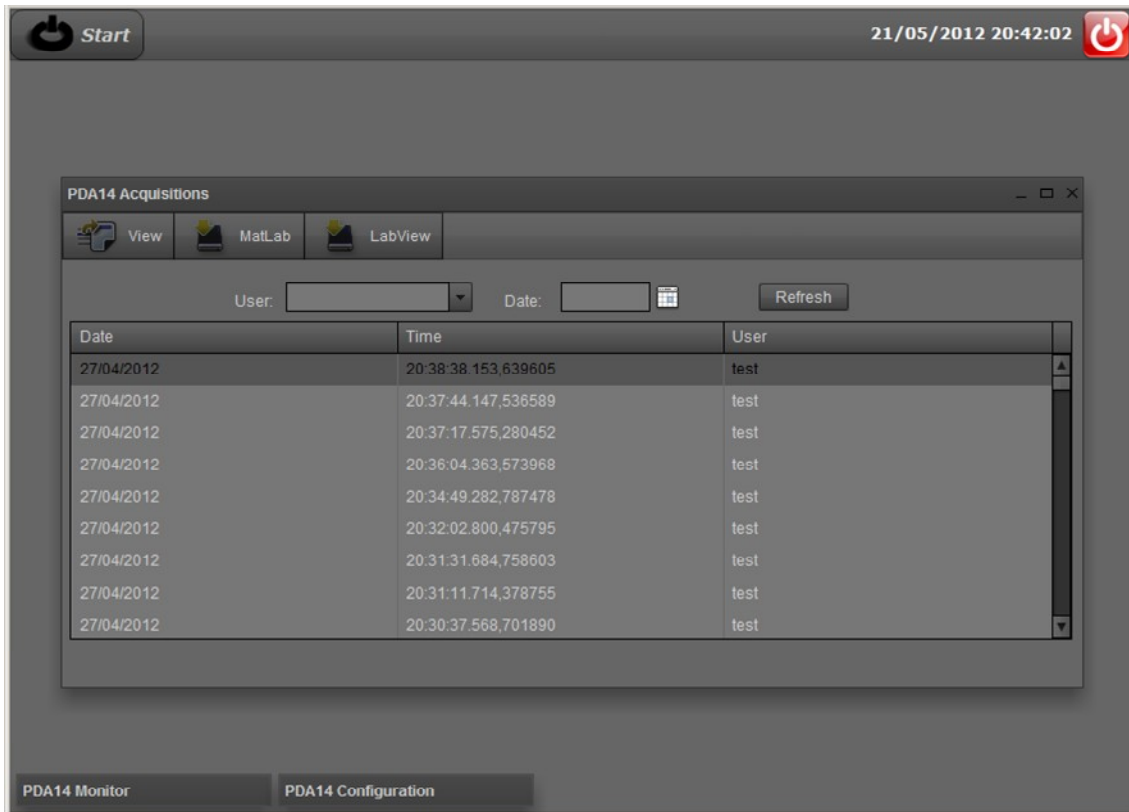 Start 21/05/2012 20:42:02
PDA14 Acquisitions
View MatLab LabView
User: Date: Refresh
Date Time User
27/04/2012 20:38:38.153,639605 test
27/04/2012 20:37:44.147,536589 test
27/04/2012 20:37:17.575,280452 test
27/04/2012 20:36:04.363,573968 test
27/04/2012 20:34:49.282,787478 test
27/04/2012 20:32:02.800,475795 test
27/04/2012 20:31:31.684,758603 test
27/04/2012 20:31:11.714,378755 test
27/04/2012 20:30:37.568,701890 test
PDA14 Monitor PDA14 Configuration